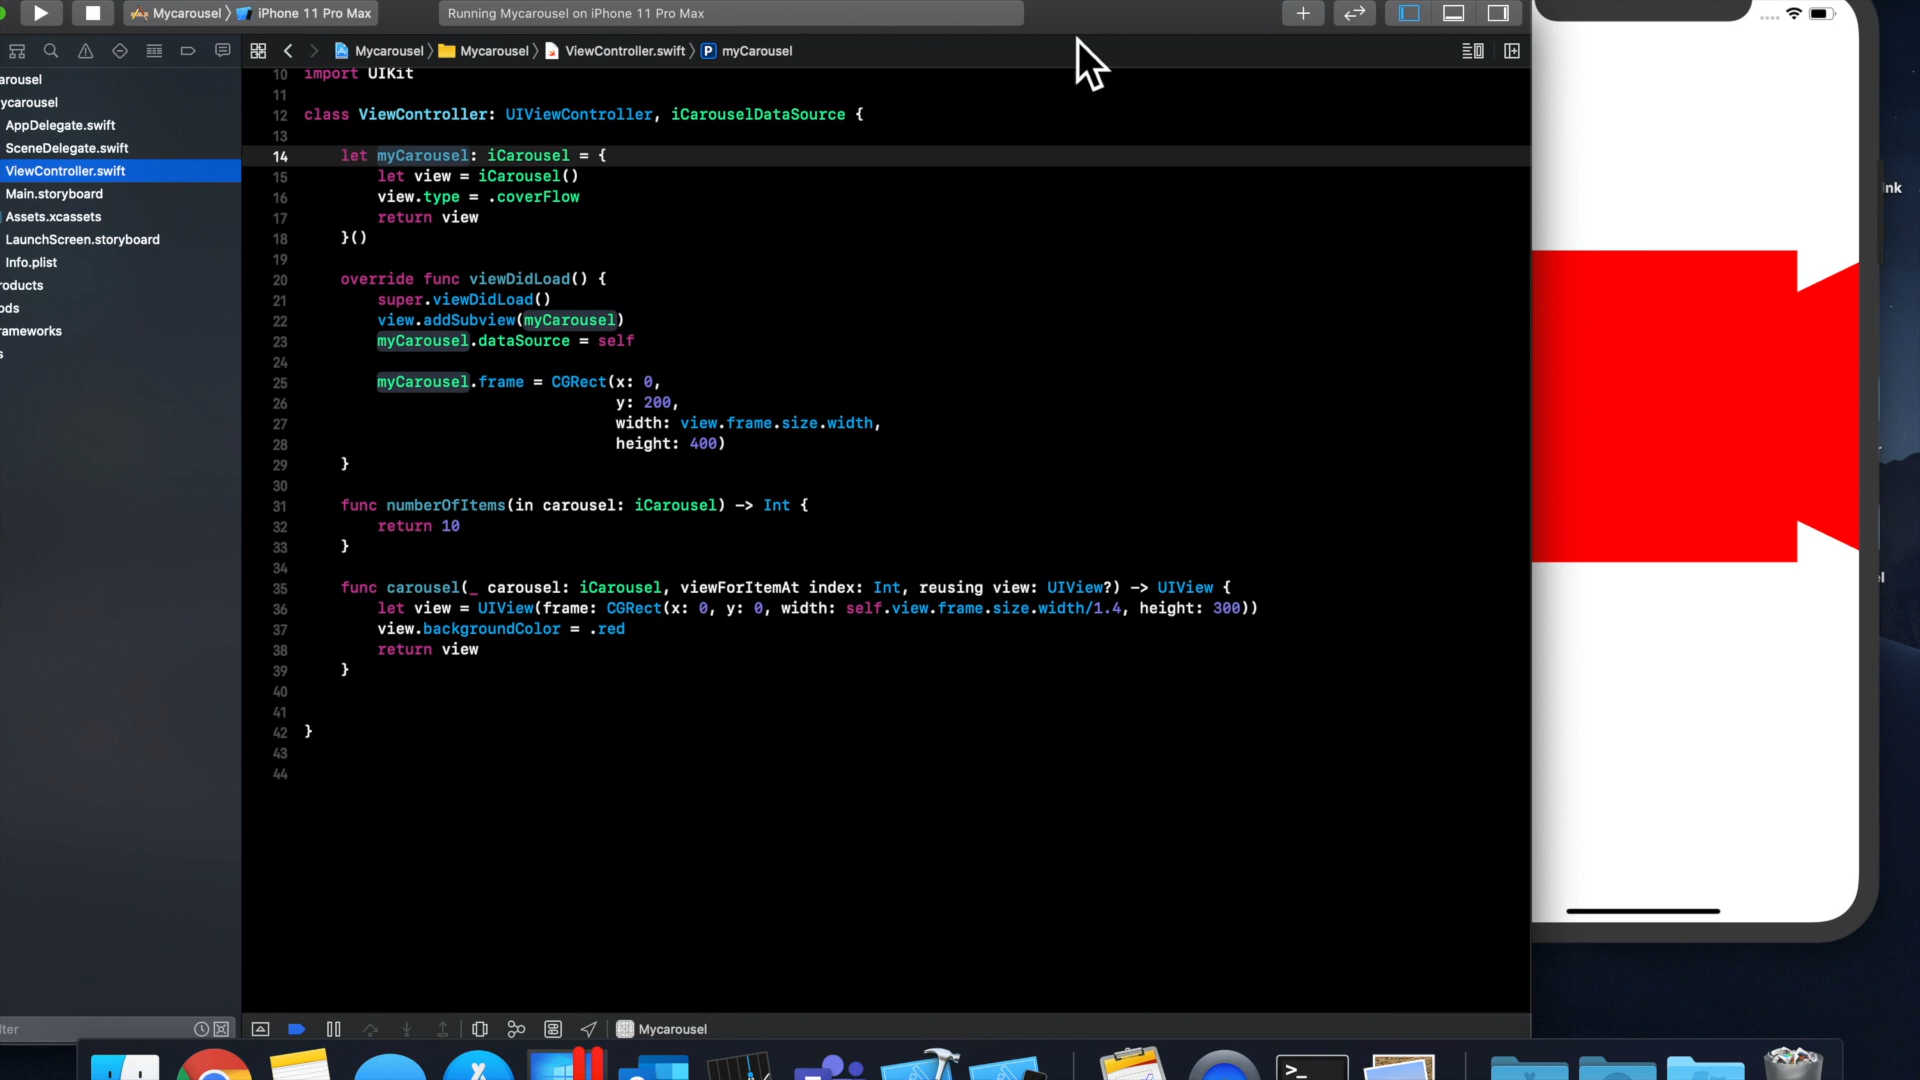 Mycarousel 〉 iPhone 11 Pro Max
Running Mycarousel on iPhone 11 Pro Max
Mycarousel 〉 Mycarousel 〉 ViewController.swift 〉 P myCarousel
arousel
ycarousel
AppDelegate.swift
SceneDelegate.swift
ViewController.swift
Main.storyboard
Assets.xcassets
LaunchScreen.storyboard
Info.plist
roducts
ods
rameworks
s
lter
10 import UIKit
11
12 class ViewController: UIViewController, iCarouselDataSource {
13
14     let myCarousel: iCarousel = {
15         let view = iCarousel()
16         view.type = .coverFlow
17         return view
18     }()
19
20     override func viewDidLoad() {
21         super.viewDidLoad()
22         view.addSubview(myCarousel)
23         myCarousel.dataSource = self
24
25         myCarousel.frame = CGRect(x: 0,
26                                   y: 200,
27                                   width: view.frame.size.width,
28                                   height: 400)
29     }
30
31     func numberOfItems(in carousel: iCarousel) -> Int {
32         return 10
33     }
34
35     func carousel(_ carousel: iCarousel, viewForItemAt index: Int, reusing view: UIView?) -> UIView {
36         let view = UIView(frame: CGRect(x: 0, y: 0, width: self.view.frame.size.width/1.4, height: 300))
37         view.backgroundColor = .red
38         return view
39     }
40
41
42 }
43
44
Mycarousel
nk
el